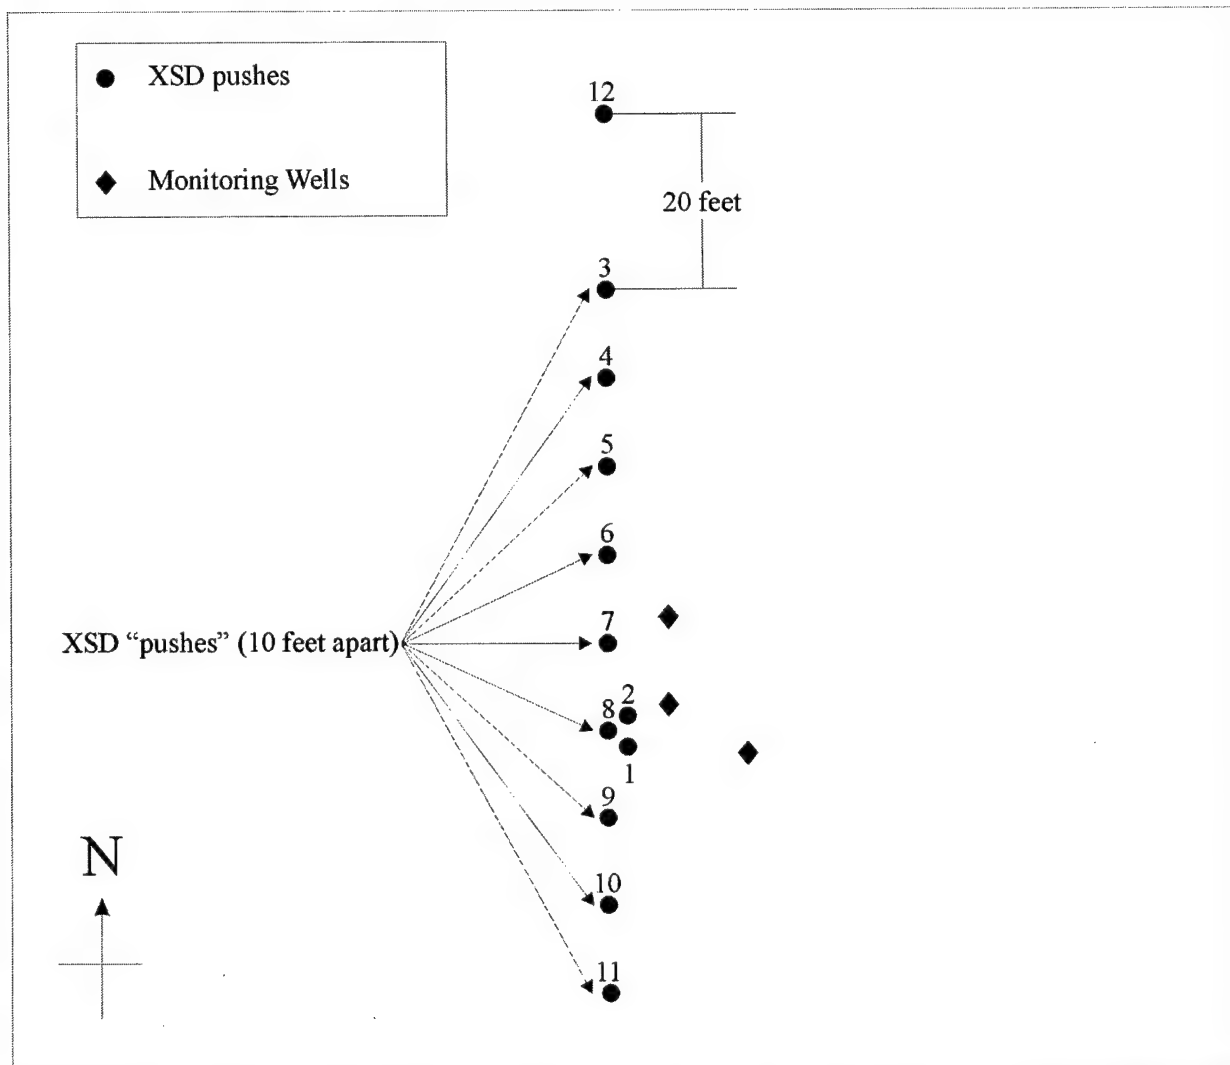 XSD pushes
Monitoring Wells
12
20 feet
3
4
5
6
7
XSD “pushes” (10 feet apart)
2
8
1
9
N
10
11